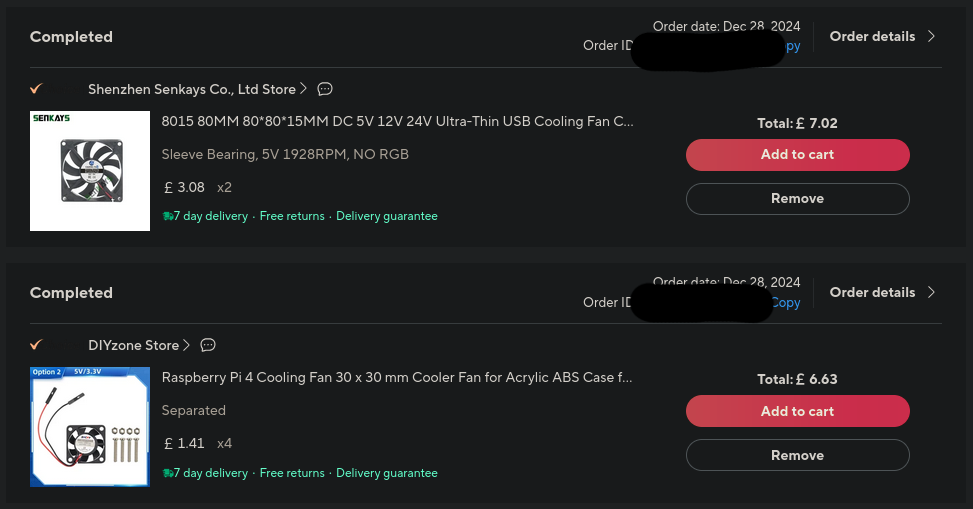 Completed
Order date: Dec 28, 2024
Order ID
py
Order details
Shenzhen Senkays Co., Ltd Store
SENKAYS
8015 80MM 80*80*15MM DC 5V 12V 24V Ultra-Thin USB Cooling Fan C...
Sleeve Bearing, 5V 1928RPM, NO RGB
£ 3.08 x2
7 day delivery · Free returns · Delivery guarantee
Total: £ 7.02
Add to cart
Remove
Completed
Order date: Dec 28, 2024
Order ID
Copy
Order details
DIYzone Store
Option 2 5V/3.3V
Raspberry Pi 4 Cooling Fan 30 x 30 mm Cooler Fan for Acrylic ABS Case f...
Separated
£ 1.41 x4
7 day delivery · Free returns · Delivery guarantee
Total: £ 6.63
Add to cart
Remove